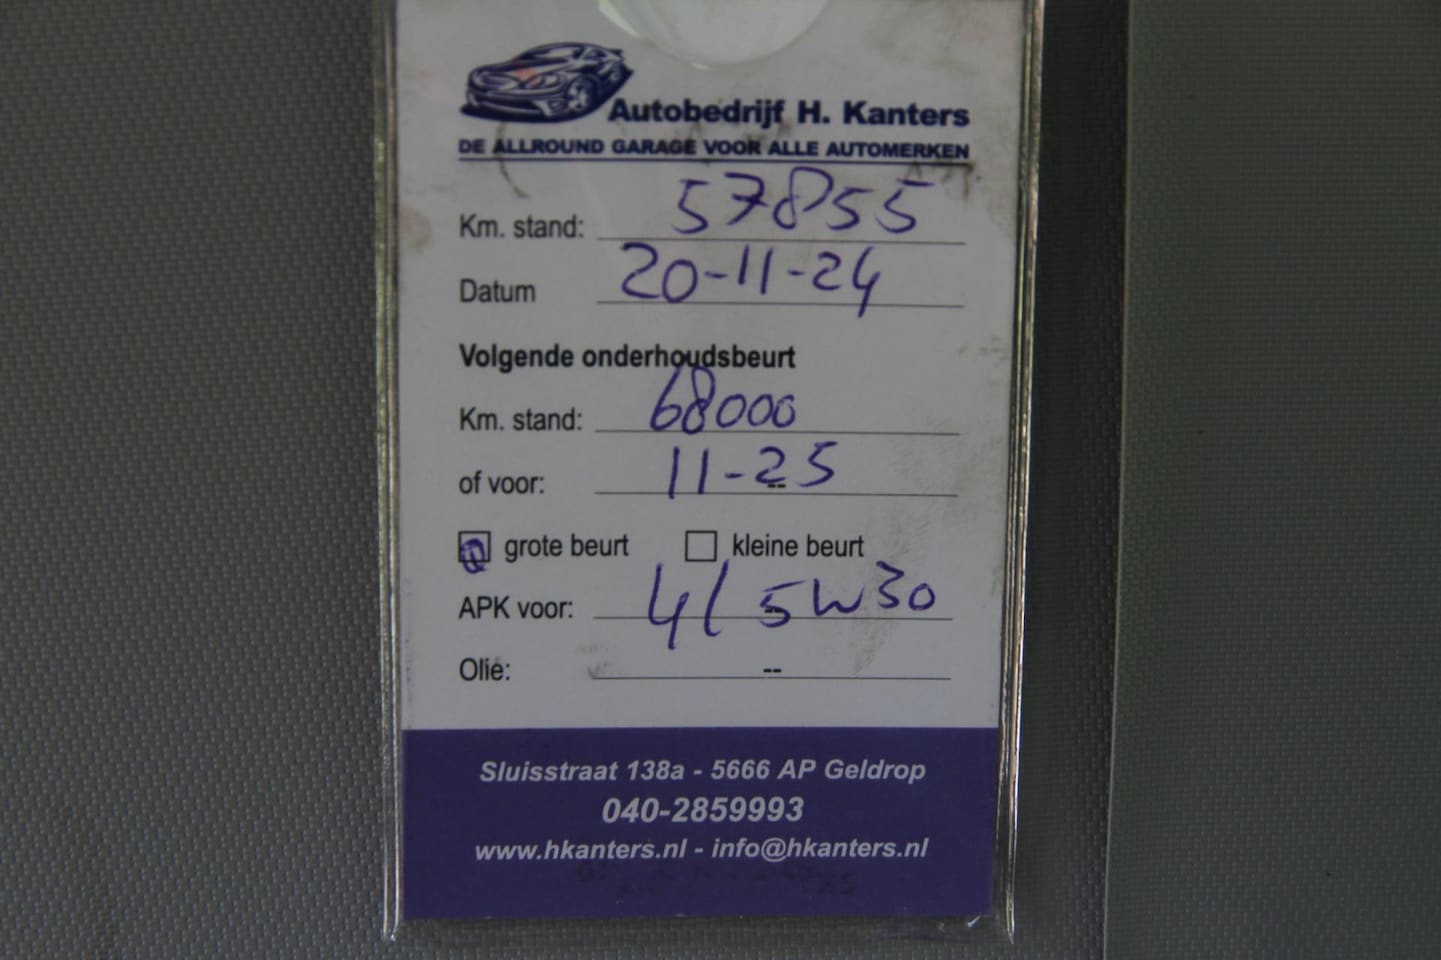 Autobedrijf H. Kanters
DE ALLROUND GARAGE VOOR ALLE AUTOMERKEN
Km. stand: 57855
Datum 20-11-24
Volgende onderhoudsbeurt
Km. stand: 68000
of voor: 11-25 --
grote beurt kleine beurt
APK voor: 4l 5W30 --
Olie: --
Sluisstraat 138a - 5666 AP Geldrop
040-2859993
www.hkanters.nl - info@hkanters.nl